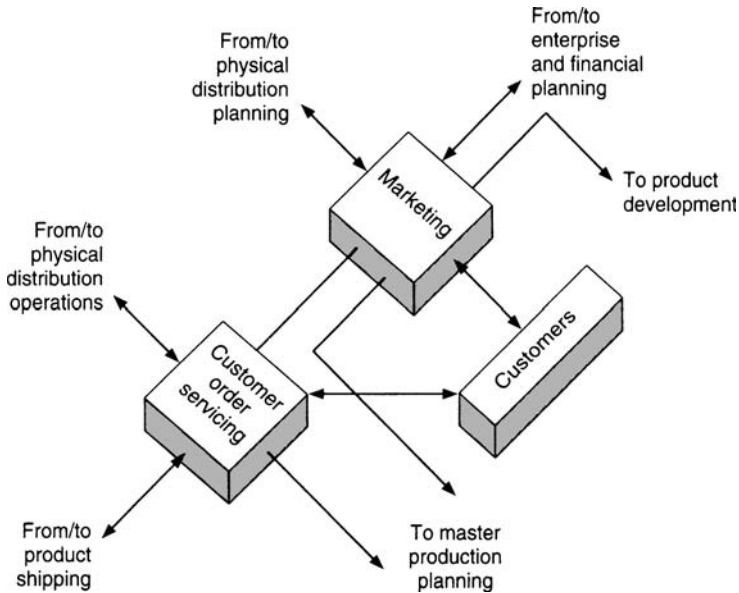 From/to
physical
distribution
planning
From/to
enterprise
and financial
planning
Marketing
To product
development
From/to
physical
distribution
operations
Customers
Customer
order
servicing
From/to
product
shipping
To master
production
planning